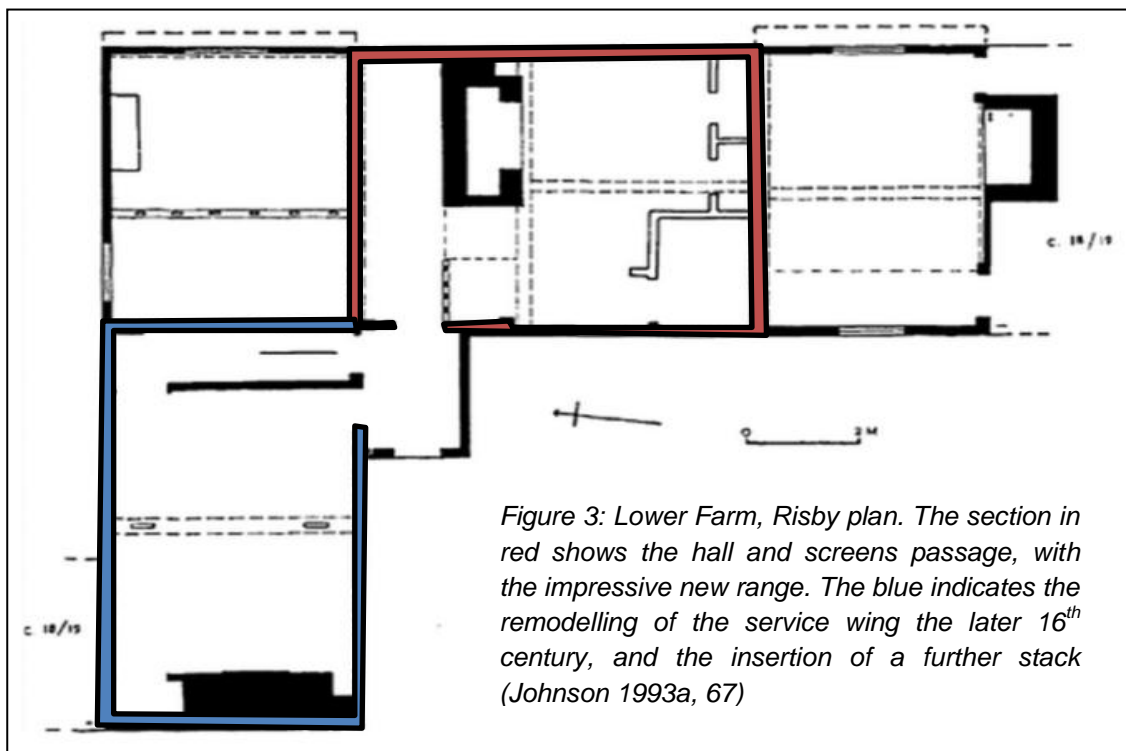 c. 18/19
0 2 M
Figure 3: Lower Farm, Risby plan. The section in
red shows the hall and screens passage, with
the impressive new range. The blue indicates the
remodelling of the service wing the later 16th
century, and the insertion of a further stack
(Johnson 1993a, 67)
c. 18/19